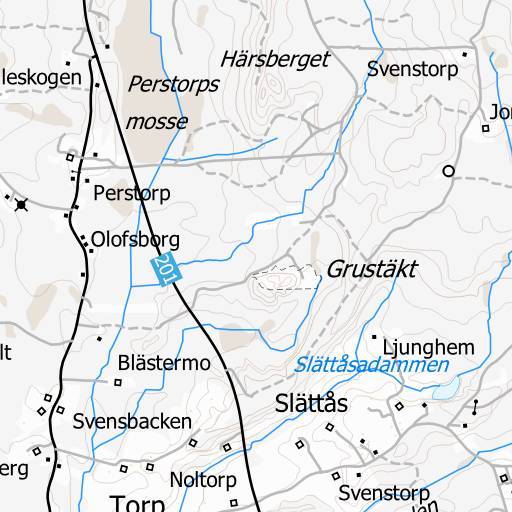 Härsberget
Svenstorp
leskogen
Perstorps
mosse
Jor
Perstorp
Olofsborg
201
Grustäkt
Ljunghem
lt
Blästermo
Slättåsadammen
Slättås
Svensbacken
erg
Noltorp
Svenstorp
Torp